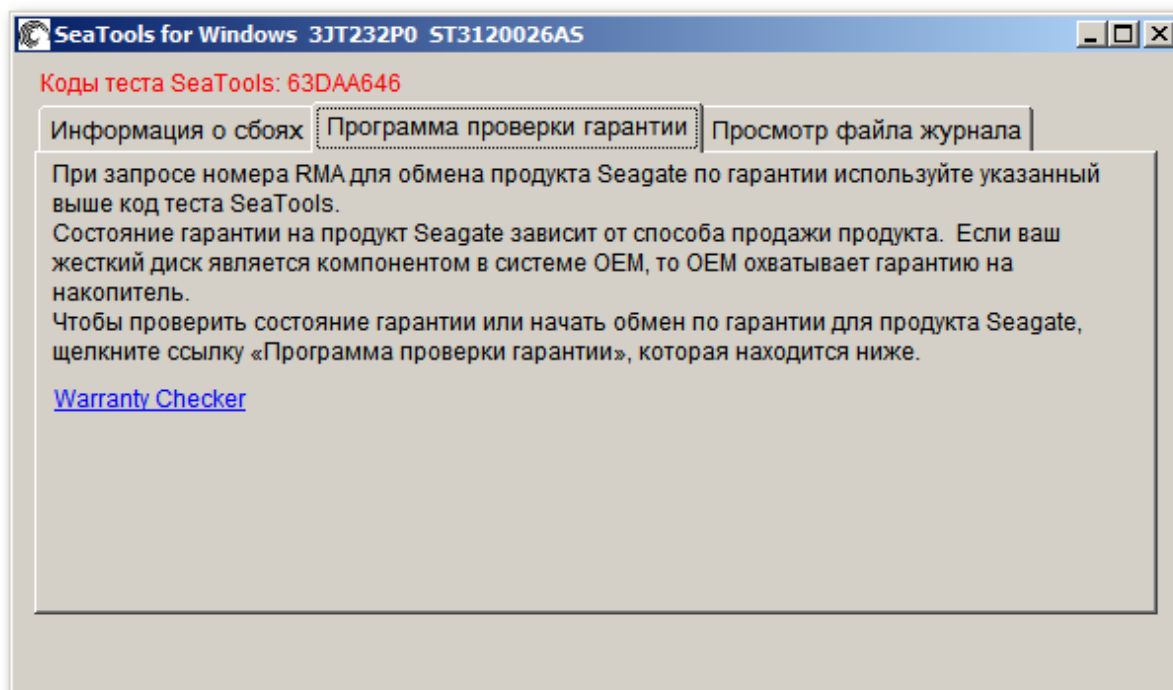 SeaTools for Windows 3JT232P0 ST3120026AS
Коды теста SeaTools: 63DAA646
Информация о сбоях Программа проверки гарантии Просмотр файла журнала
При запросе номера RMA для обмена продукта Seagate по гарантии используйте указанный
выше код теста SeaTools.
Состояние гарантии на продукт Seagate зависит от способа продажи продукта. Если ваш
жесткий диск является компонентом в системе OEM, то OEM охватывает гарантию на
накопитель.
Чтобы проверить состояние гарантии или начать обмен по гарантии для продукта Seagate,
щелкните ссылку «Программа проверки гарантии», которая находится ниже.
Warranty Checker